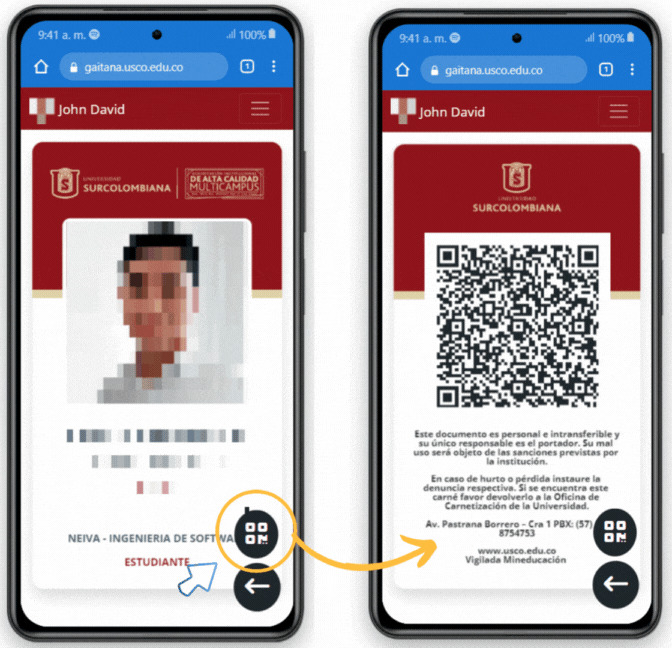 9:41 a. m.
100%
gaitana.usco.edu.co
1
John David
UNIVERSIDAD
SURCOLOMBIANA
DE ALTA CALIDAD
MULTICAMPUS
NEIVA - INGENIERIA DE SOFTWA
ESTUDIANTE
9:41 a. m.
100%
gaitana.usco.edu.co
1
John David
UNIVERSIDAD
SURCOLOMBIANA
Este documento es personal e intransferible y
su único responsable es el portador. Su mal
uso será objeto de las sanciones previstas por
la institución.
En caso de hurto o pérdida instaure la
denuncia respectiva. Si se encuentra este
carné favor devolverlo a la Oficina de
Carnetización de la Universidad.
Av. Pastrana Borrero – Cra 1 PBX: (57)
8754753
www.usco.edu.co
Vigilada Mineducación